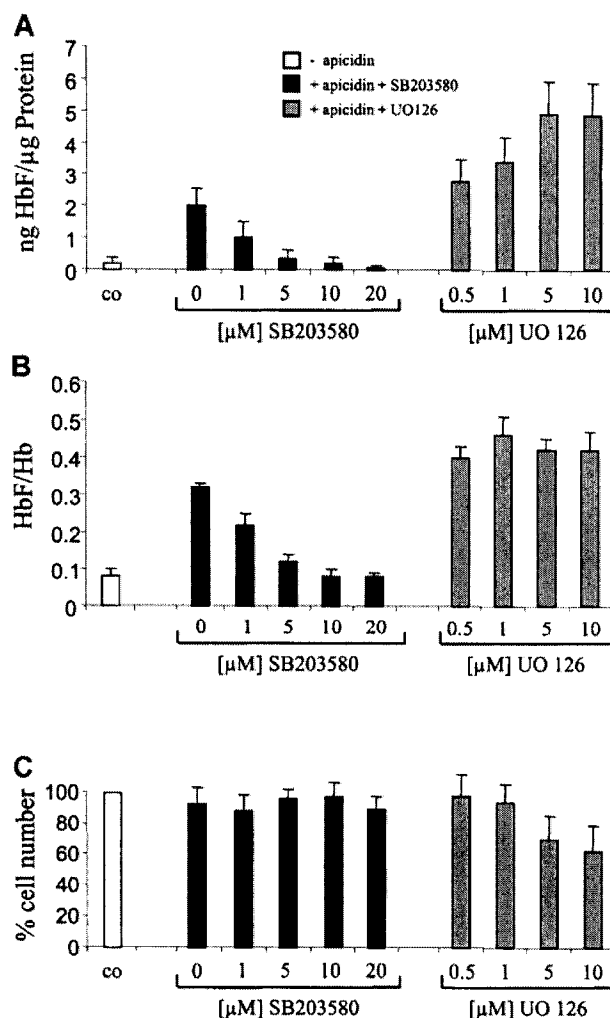 A
ng HbF/µg Protein
7
6
5
4
3
2
1
0
- apicidin
+ apicidin + SB203580
+ apicidin + UO126
co 0 1 5 10 20 0.5 1 5 10
[µM] SB203580 [µM] UO 126
B
HbF/Hb
0.6
0.5
0.4
0.3
0.2
0.1
0
0 1 5 10 20 0.5 1 5 10
[µM] SB203580 [µM] UO 126
C
% cell number
100
80
60
40
20
0
co 0 1 5 10 20 0.5 1 5 10
[µM] SB203580 [µM] UO 126